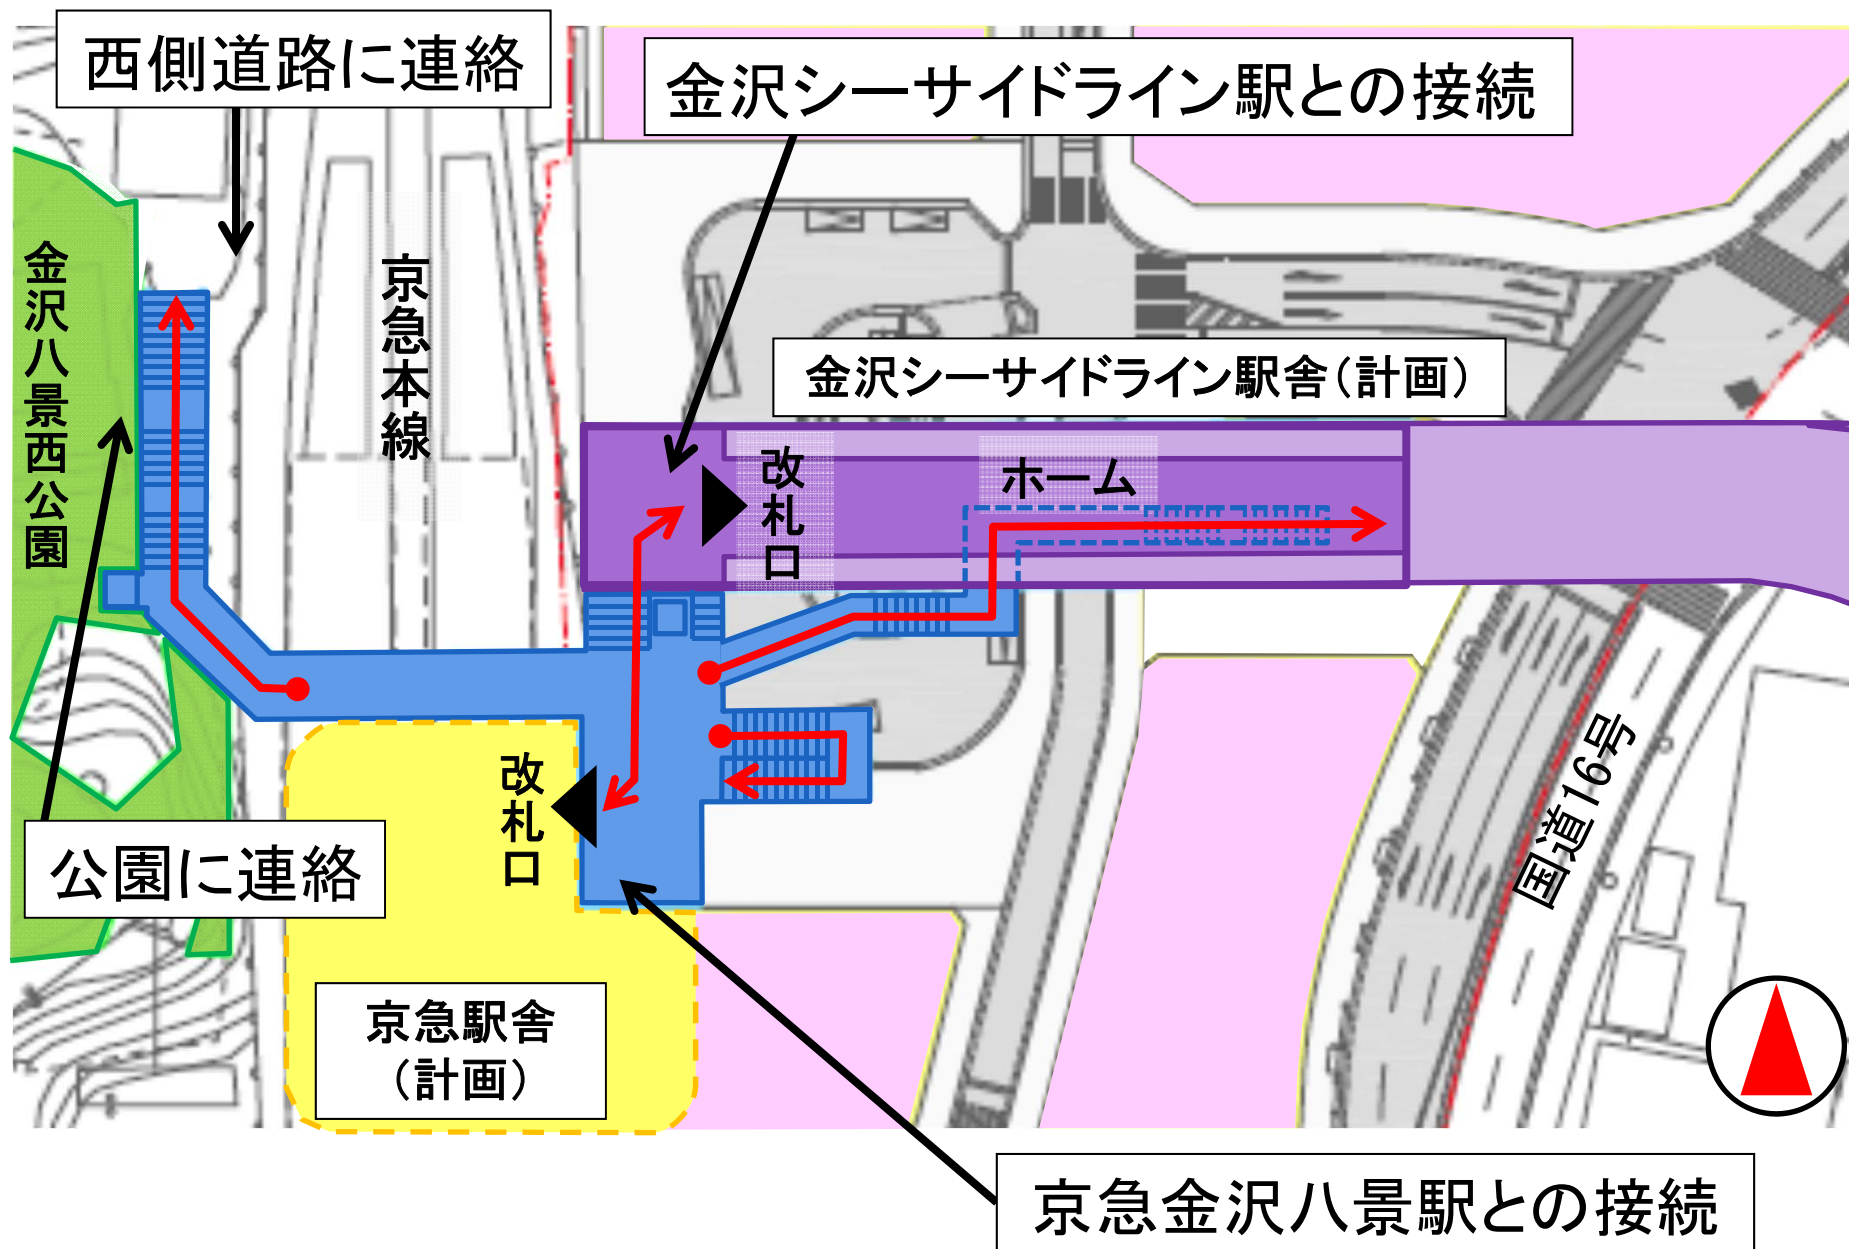 西側道路に連絡
金沢シーサイドライン駅との接続
金沢八景西公園
京急本線
金沢シーサイドライン駅舎（計画）
改札口
ホーム
改札口
国道16号
公園に連絡
京急駅舎
（計画）
京急金沢八景駅との接続